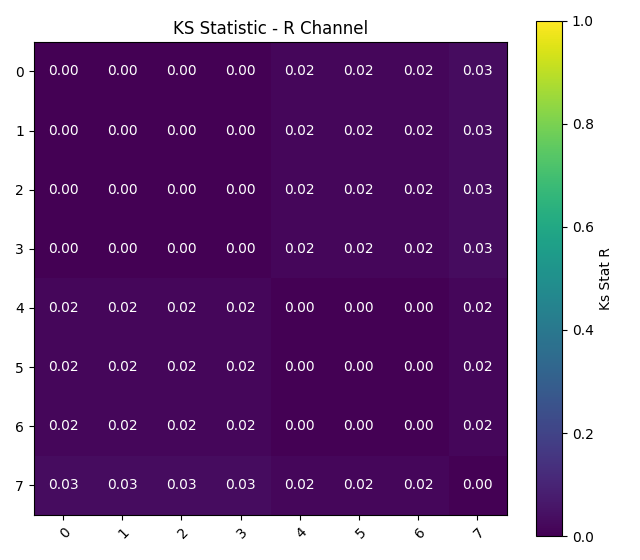 KS Statistic - R Channel
0 0.00 0.00 0.00 0.00 0.02 0.02 0.02 0.03
1 0.00 0.00 0.00 0.00 0.02 0.02 0.02 0.03
2 0.00 0.00 0.00 0.00 0.02 0.02 0.02 0.03
3 0.00 0.00 0.00 0.00 0.02 0.02 0.02 0.03
4 0.02 0.02 0.02 0.02 0.00 0.00 0.00 0.02
5 0.02 0.02 0.02 0.02 0.00 0.00 0.00 0.02
6 0.02 0.02 0.02 0.02 0.00 0.00 0.00 0.02
7 0.03 0.03 0.03 0.03 0.02 0.02 0.02 0.00
0 1 2 3 4 5 6 7
1.0
0.8
0.6
0.4
0.2
0.0
Ks Stat R